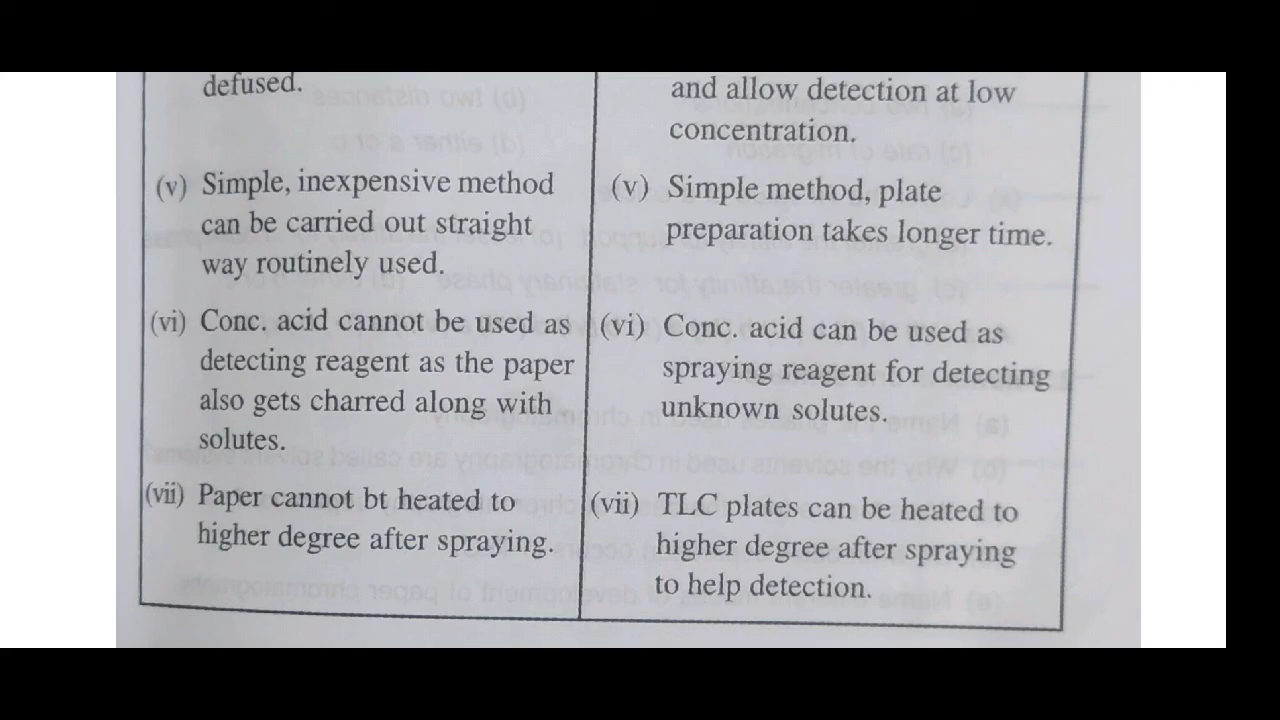 defused.
(v) Simple, inexpensive method
can be carried out straight
way routinely used.
(vi) Conc. acid cannot be used as
detecting reagent as the paper
also gets charred along with
solutes.
(vii) Paper cannot bt heated to
higher degree after spraying.
and allow detection at low
concentration.
(v) Simple method, plate
preparation takes longer time.
(vi) Conc. acid can be used as
spraying reagent for detecting
unknown solutes.
(vii) TLC plates can be heated to
higher degree after spraying
to help detection.